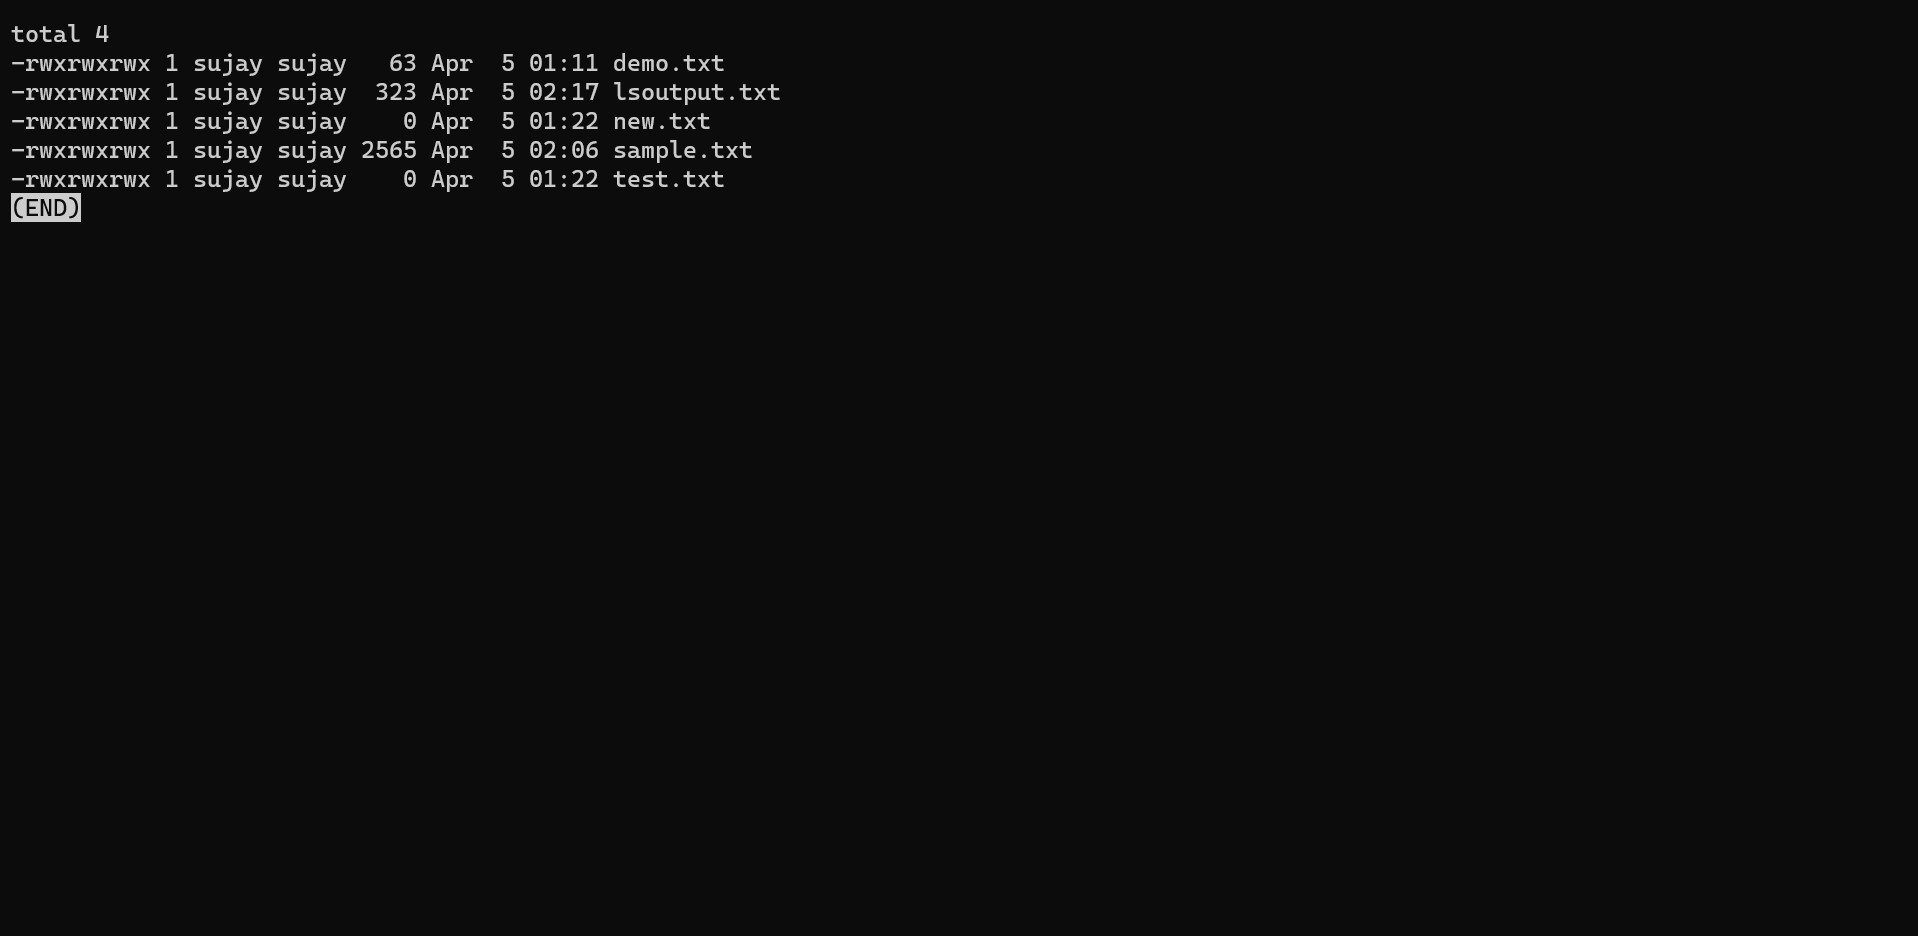 total 4
-rwxrwxrwx 1 sujay sujay   63 Apr  5 01:11 demo.txt
-rwxrwxrwx 1 sujay sujay  323 Apr  5 02:17 lsoutput.txt
-rwxrwxrwx 1 sujay sujay    0 Apr  5 01:22 new.txt
-rwxrwxrwx 1 sujay sujay 2565 Apr  5 02:06 sample.txt
-rwxrwxrwx 1 sujay sujay    0 Apr  5 01:22 test.txt
(END)